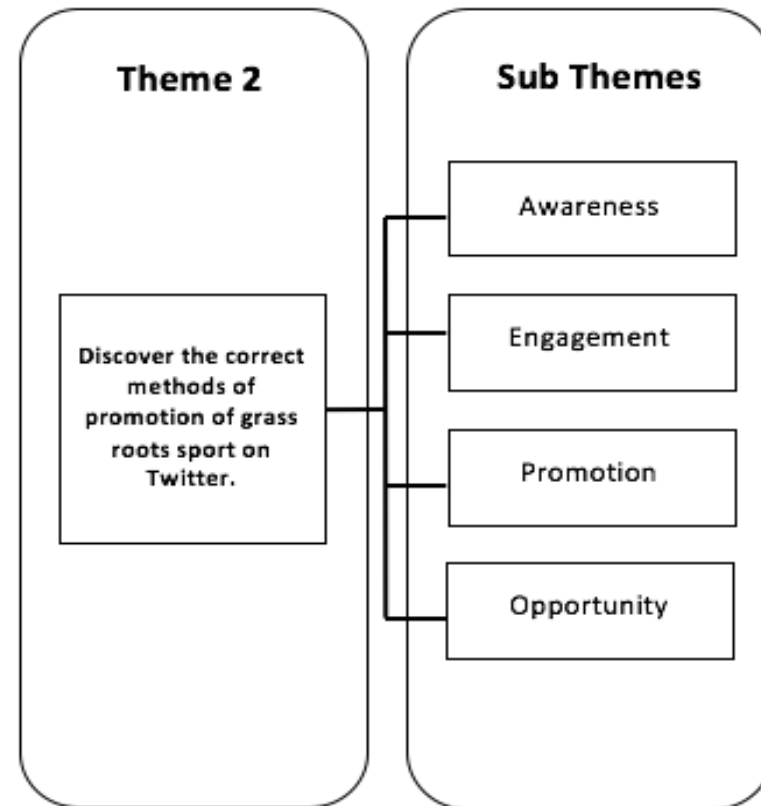 Theme 2
Discover the correct
methods of
promotion of grass
roots sport on
Twitter.
Sub Themes
Awareness
Engagement
Promotion
Opportunity